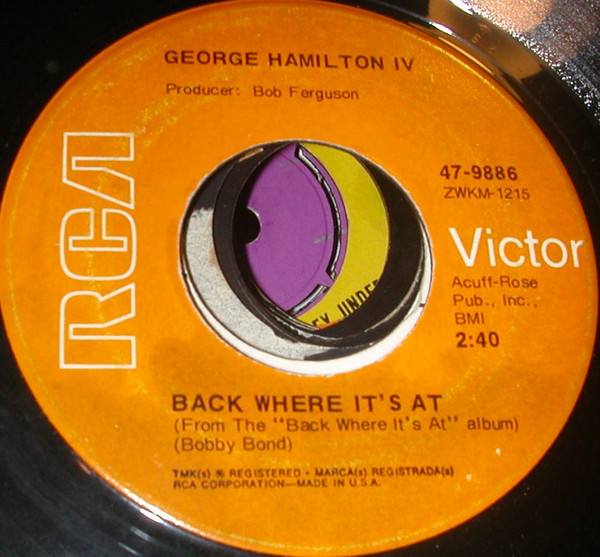 GEORGE HAMILTON IV
Producer: Bob Ferguson
RCA
47-9886
ZWKM-1215
Victor
Acuff-Rose
Pub., Inc.,
BMI
2:40
BACK WHERE IT'S AT
(From The "Back Where It's At" album)
(Bobby Bond)
TMK(s) ® REGISTERED • MARCA(s) REGISTRADA(s)
RCA CORPORATION—MADE IN U.S.A.